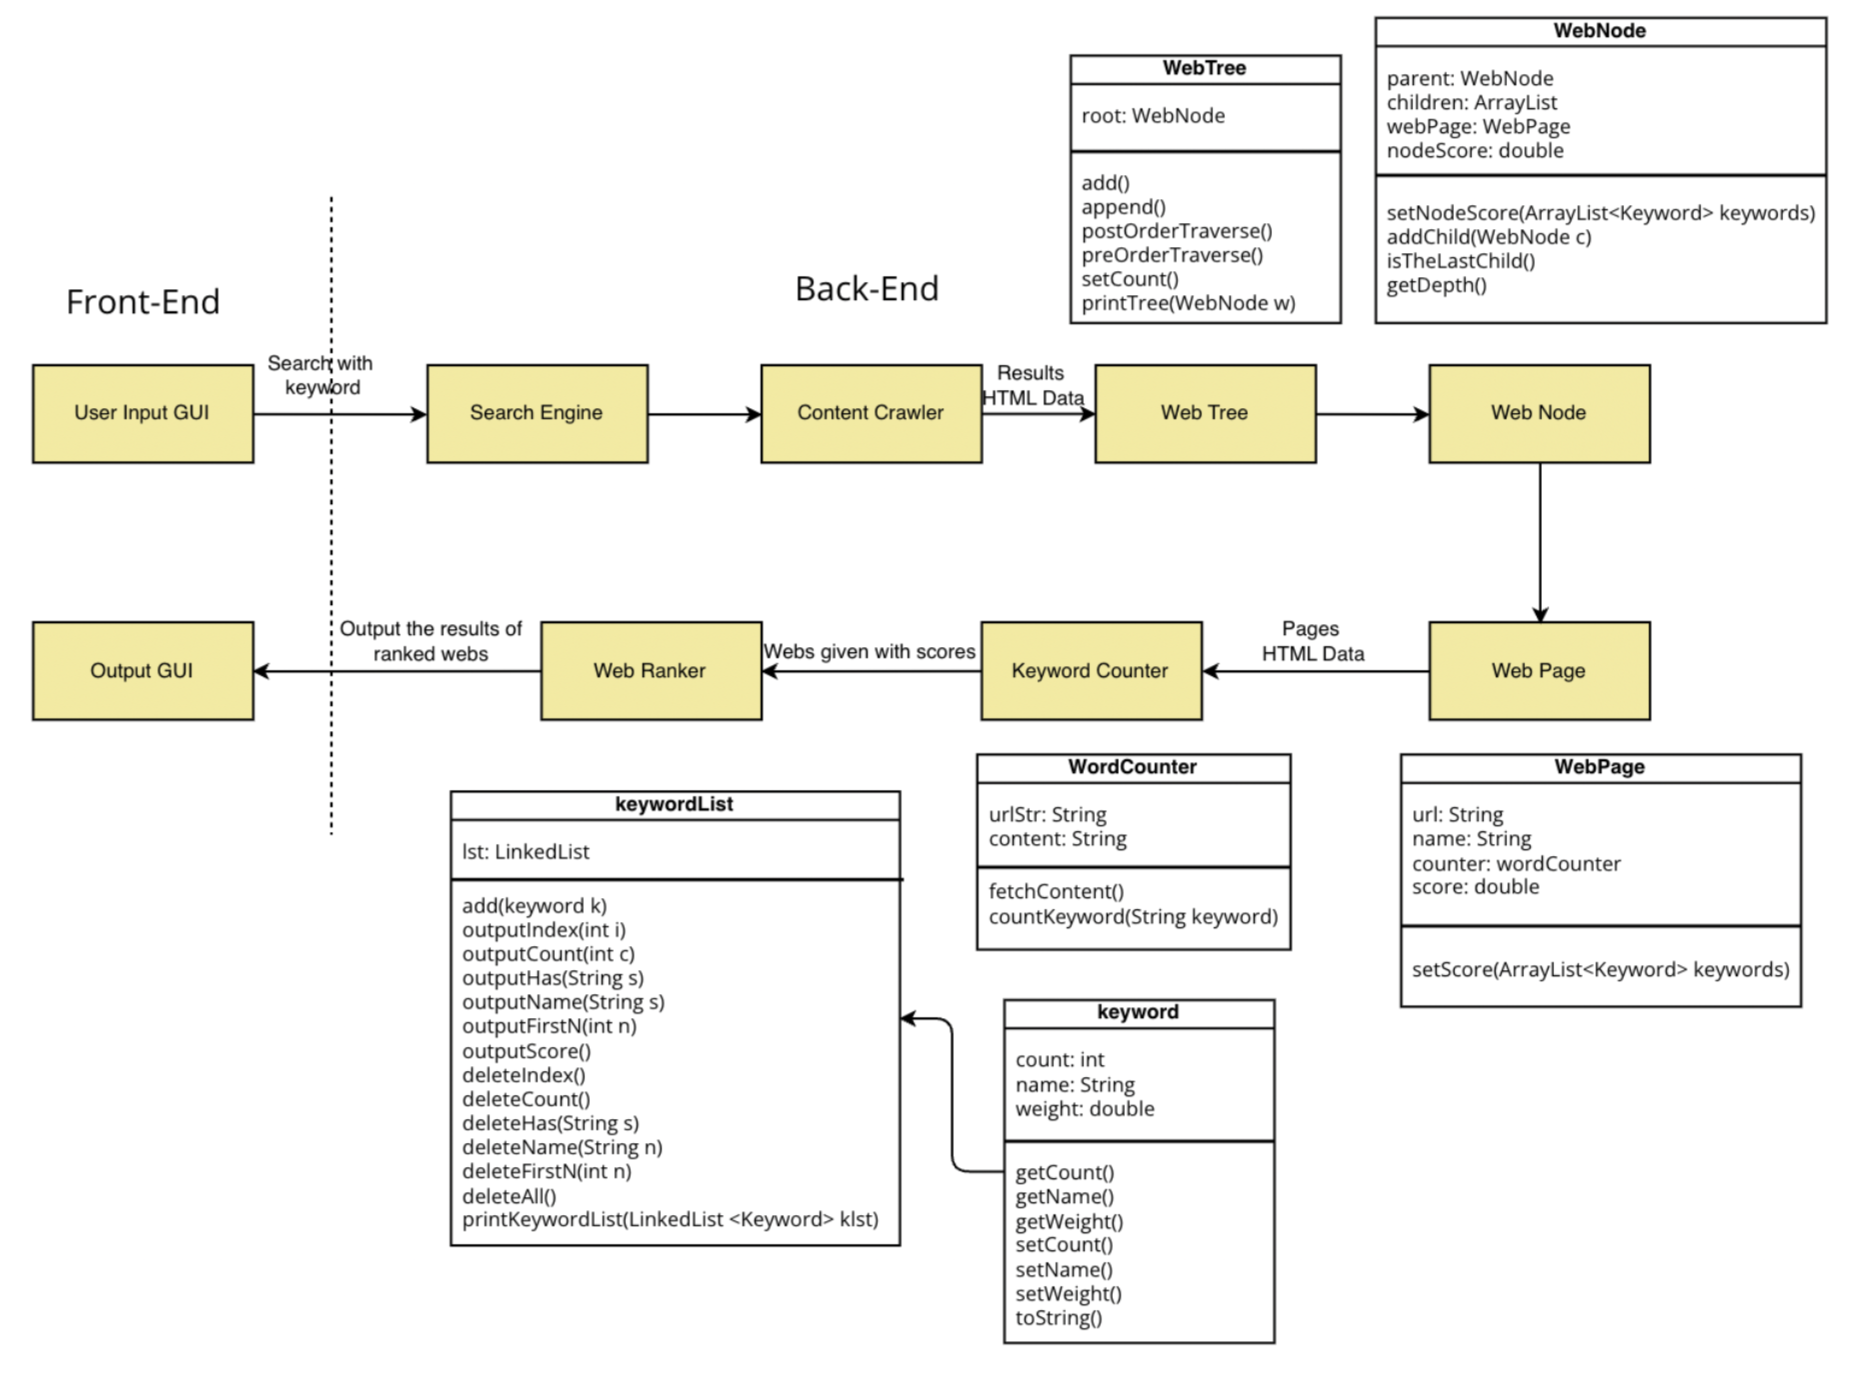 WebNode
parent: WebNode
children: ArrayList
webPage: WebPage
nodeScore: double
setNodeScore(ArrayList<Keyword> keywords)
addChild(WebNode c)
isTheLastChild()
getDepth()
WebTree
root: WebNode
add()
append()
postOrderTraverse()
preOrderTraverse()
setCount()
printTree(WebNode w)
Front-End
Back-End
User Input GUI
Search with
keyword
Search Engine
Content Crawler
Results
HTML Data
Web Tree
Web Node
Output GUI
Output the results of
ranked webs
Web Ranker
Webs given with scores
Keyword Counter
Pages
HTML Data
Web Page
keywordList
lst: LinkedList
add(keyword k)
outputIndex(int i)
outputCount(int c)
outputHas(String s)
outputName(String s)
outputFirstN(int n)
outputScore()
deleteIndex()
deleteCount()
deleteHas(String s)
deleteName(String n)
deleteFirstN(int n)
deleteAll()
printKeywordList(LinkedList <Keyword> klst)
WordCounter
urlStr: String
content: String
fetchContent()
countKeyword(String keyword)
keyword
count: int
name: String
weight: double
getCount()
getName()
getWeight()
setCount()
setName()
setWeight()
toString()
WebPage
url: String
name: String
counter: wordCounter
score: double
setScore(ArrayList<Keyword> keywords)